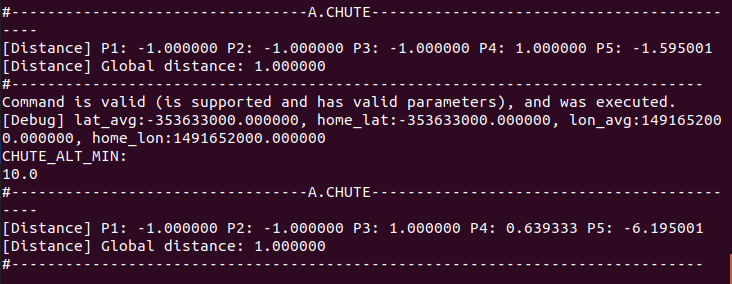 #---------------------------------A.CHUTE---------------------------------------
----
[Distance] P1: -1.000000 P2: -1.000000 P3: -1.000000 P4: 1.000000 P5: -1.595001
[Distance] Global distance: 1.000000
#------------------------------------------------------------------------------
Command is valid (is supported and has valid parameters), and was executed.
[Debug] lat_avg:-353633000.000000, home_lat:-353633000.000000, lon_avg:149165200
0.000000, home_lon:1491652000.000000
CHUTE_ALT_MIN:
10.0
#---------------------------------A.CHUTE---------------------------------------
----
[Distance] P1: -1.000000 P2: -1.000000 P3: 1.000000 P4: 0.639333 P5: -6.195001
[Distance] Global distance: 1.000000
#------------------------------------------------------------------------------